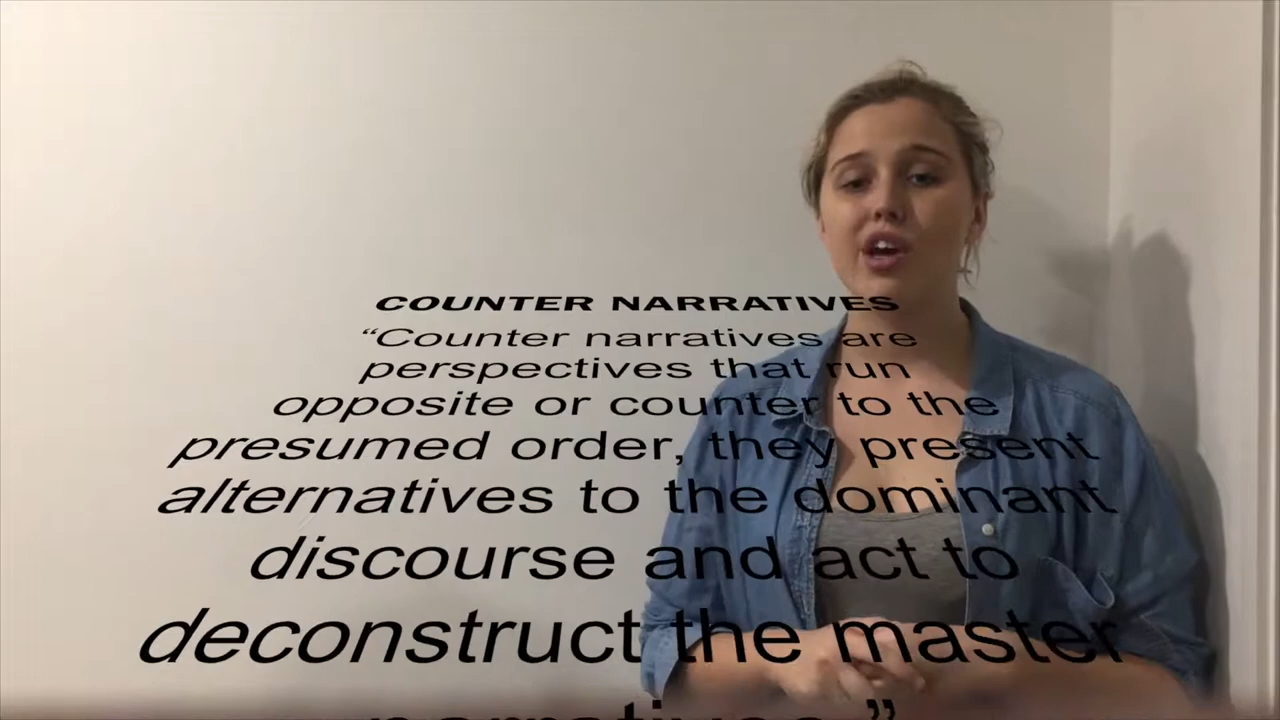 COUNTER NARRATIVES
“Counter narratives are
perspectives that run
opposite or counter to the
presumed order, they present
alternatives to the dominant
discourse and act to
deconstruct the master
narratives.”